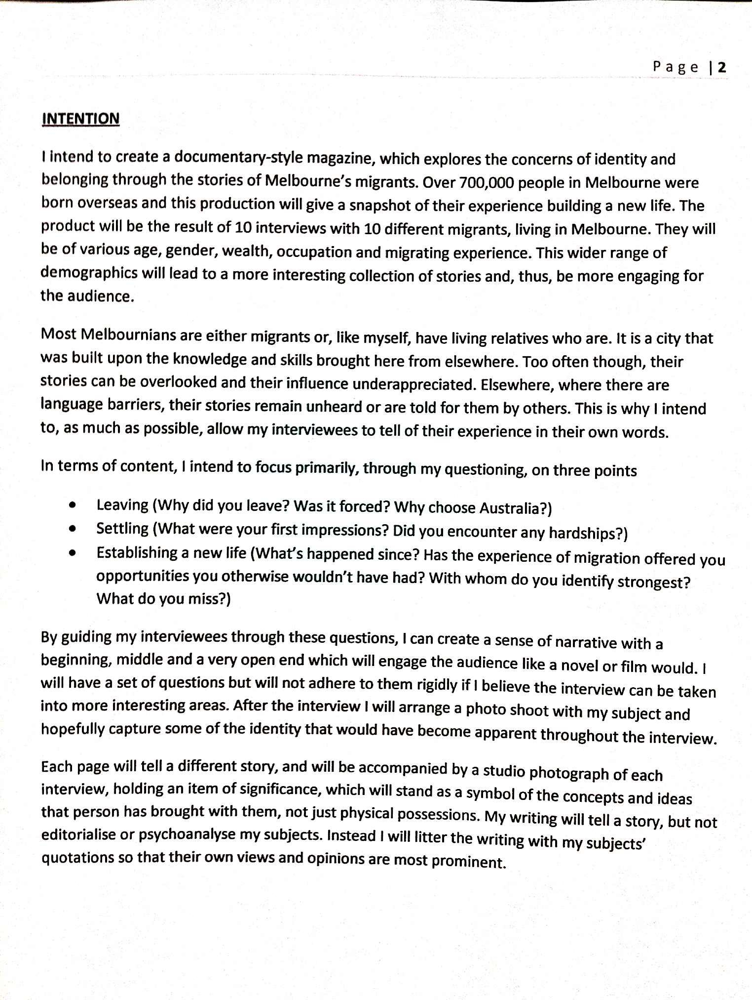 Page | 2
INTENTION
I intend to create a documentary-style magazine, which explores the concerns of identity and
belonging through the stories of Melbourne's migrants. Over 700,000 people in Melbourne were
born overseas and this production will give a snapshot of their experience building a new life. The
product will be the result of 10 interviews with 10 different migrants, living in Melbourne. They will
be of various age, gender, wealth, occupation and migrating experience. This wider range of
demographics will lead to a more interesting collection of stories and, thus, be more engaging for
the audience.
Most Melbournians are either migrants or, like myself, have living relatives who are. It is a city that
was built upon the knowledge and skills brought here from elsewhere. Too often though, their
stories can be overlooked and their influence underappreciated. Elsewhere, where there are
language barriers, their stories remain unheard or are told for them by others. This is why I intend
to, as much as possible, allow my interviewees to tell of their experience in their own words.
In terms of content, I intend to focus primarily, through my questioning, on three points
• Leaving (Why did you leave? Was it forced? Why choose Australia?)
• Settling (What were your first impressions? Did you encounter any hardships?)
• Establishing a new life (What's happened since? Has the experience of migration offered you
opportunities you otherwise wouldn't have had? With whom do you identify strongest?
What do you miss?)
By guiding my interviewees through these questions, I can create a sense of narrative with a
beginning, middle and a very open end which will engage the audience like a novel or film would. I
will have a set of questions but will not adhere to them rigidly if I believe the interview can be taken
into more interesting areas. After the interview I will arrange a photo shoot with my subject and
hopefully capture some of the identity that would have become apparent throughout the interview.
Each page will tell a different story, and will be accompanied by a studio photograph of each
interview, holding an item of significance, which will stand as a symbol of the concepts and ideas
that person has brought with them, not just physical possessions. My writing will tell a story, but not
editorialise or psychoanalyse my subjects. Instead I will litter the writing with my subjects'
quotations so that their own views and opinions are most prominent.